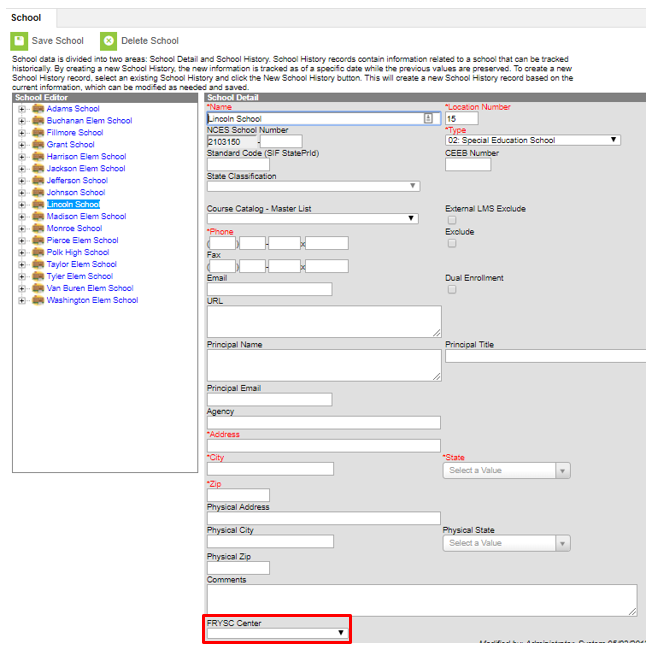 School
Save School
Delete School
School data is divided into two areas: School Detail and School History. School History records contain information related to a school that can be tracked
historically. By creating a new School History, the new information is tracked as of a specific date while the previous values are preserved. To create a new
School History record, select an existing School History and click the New School History button. This will create a new School History record based on the
current information, which can be modified as needed and saved.
School Editor
Adams School
Buchanan Elem School
Fillmore School
Grant School
Harrison Elem School
Jackson Elem School
Jefferson School
Johnson School
Lincoln School
Madison Elem School
Monroe School
Pierce Elem School
Polk High School
Taylor Elem School
Tyler Elem School
Van Buren Elem School
Washington Elem School
School Detail
*Name *Location Number
Lincoln School 15
NCES School Number *Type
2103150 - 02: Special Education School
Standard Code (SIF StatePrId) CEEB Number
State Classification
Course Catalog - Master List External LMS Exclude
*Phone Exclude
( ) - x
Fax
( ) - x
Email Dual Enrollment
URL
Principal Name Principal Title
Principal Email
Agency
*Address
*City *State
Select a Value
*Zip
Physical Address
Physical City Physical State
Select a Value
Physical Zip
Comments
FRYSC Center
Modified by: Administrator, System